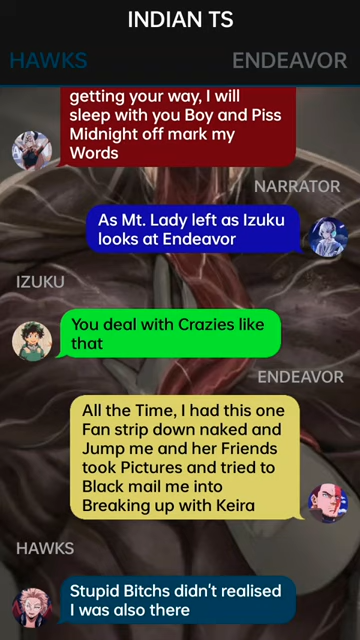 INDIAN TS
HAWKS
ENDEAVOR
getting your way, I will
sleep with you Boy and Piss
Midnight off mark my
Words
NARRATOR
As Mt. Lady left as Izuku
looks at Endeavor
IZUKU
You deal with Crazies like
that
ENDEAVOR
All the Time, I had this one
Fan strip down naked and
Jump me and her Friends
took Pictures and tried to
Black mail me into
Breaking up with Keira
HAWKS
Stupid Bitchs didn't realised
I was also there